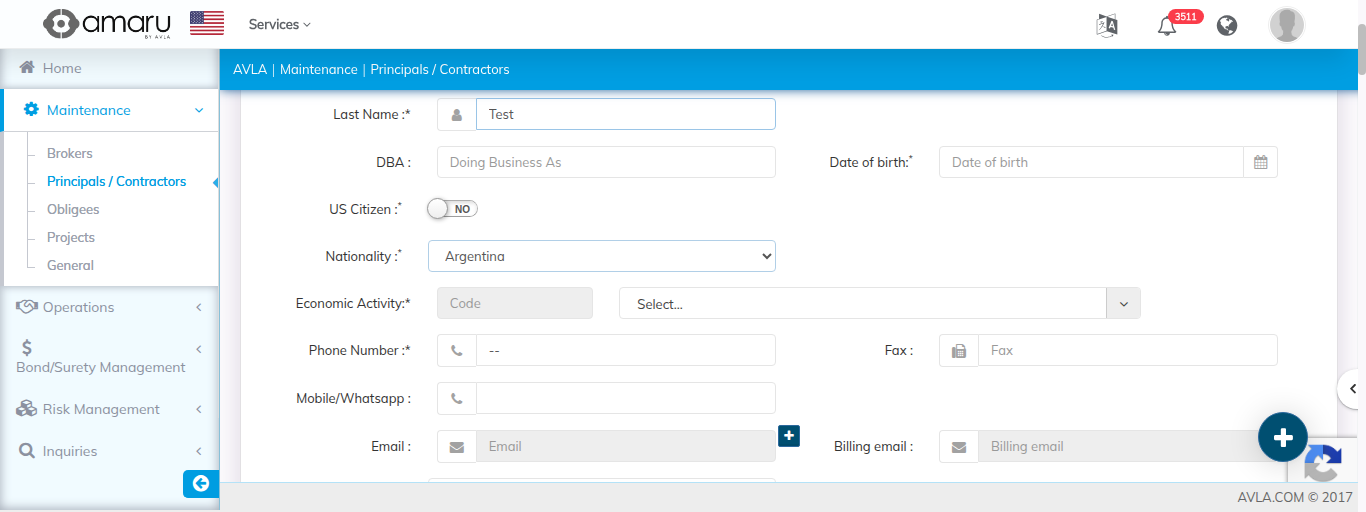 amaru
BY AVLA
Services
3511
Home
AVLA | Maintenance | Principals / Contractors
Maintenance
Brokers
Principals / Contractors
Obligees
Projects
General
Operations
Bond/Surety Management
Risk Management
Inquiries
Last Name :*
Test
DBA :
Doing Business As
Date of birth:*
Date of birth
US Citizen :*
NO
Nationality :*
Argentina
Economic Activity:*
Code
Select...
Phone Number :*
--
Fax :
Fax
Mobile/Whatsapp :
Email :
Email
Billing email :
Billing email
AVLA.COM © 2017